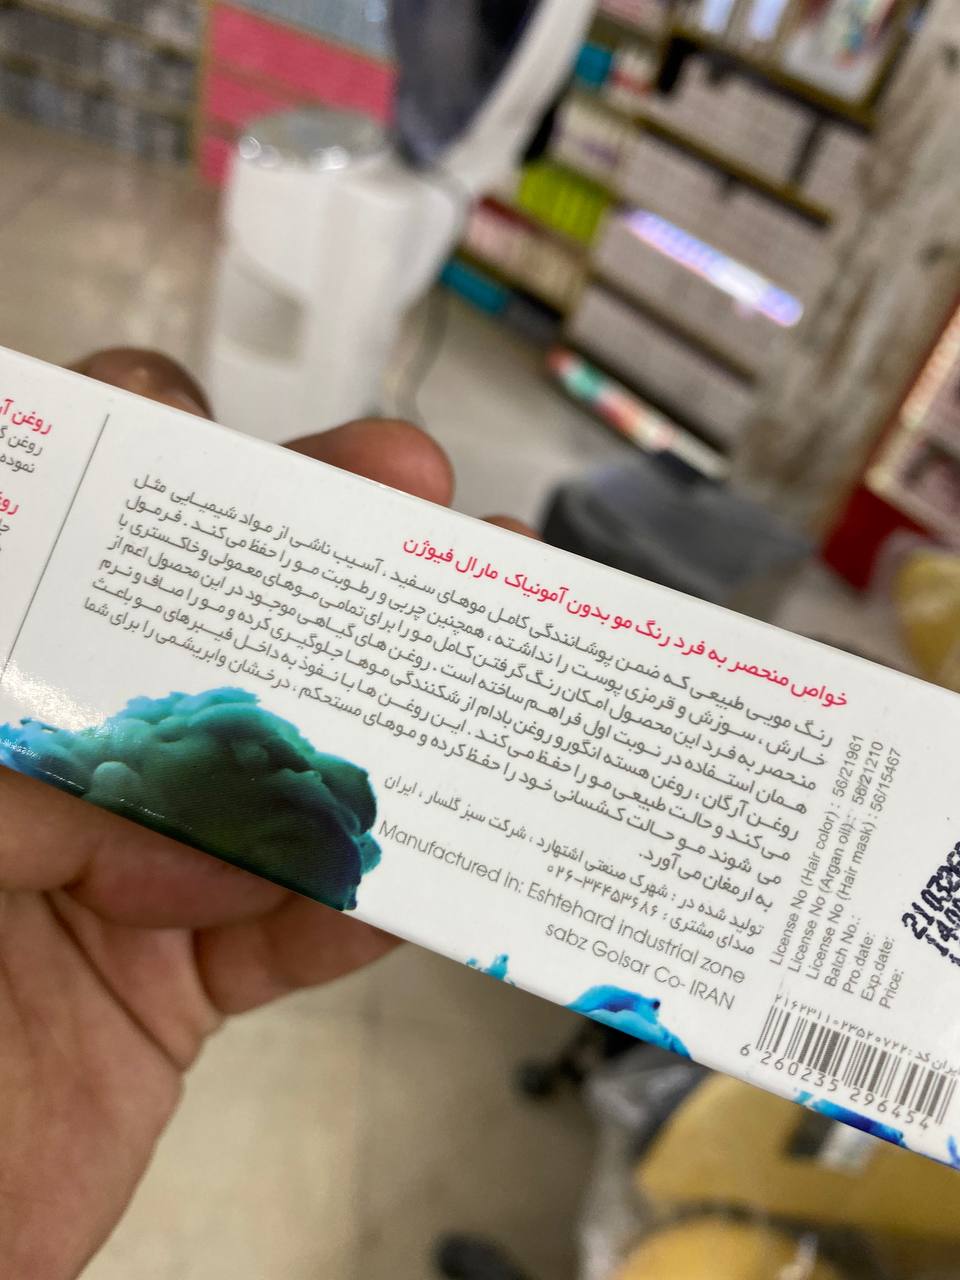 خواص منحصر به فرد رنگ مو بدون آمونیاک مارال فیوژن
رنگ مویی طبیعی که ضمن پوشانندگی کامل موهای سفید ، آسیب ناشی از مواد شیمیایی مثل
خارش ، سوزش و قرمزی پوست را نداشته ، همچنین چربی و رطوبت مو را حفظ می کند . فرمول
منحصر به فرد این محصول امکان رنگ گرفتن کامل مو را برای تمامی موهای معمولی و خاکستری با
همان استفاده در نوبت اول فراهم ساخته است . روغن های گیاهی موجود در این محصول اعم از
روغن آرگان ، روغن هسته انگور و روغن بادام از شکنندگی موها جلوگیری کرده و مو را صاف و نرم
می کند و حالت طبیعی مو را حفظ می کند . این روغن ها با نفوذ به داخل فیبرهای مو باعث
می شوند مو حالت کشسانی خود را حفظ کرده و موهای مستحکم ، درخشان و ابریشمی را برای شما
به ارمغان می آورد.
تولید شده در : شهرک صنعتی اشتهارد ، شرکت سبز گلسار ، ایران
صدای مشتری : ۰۲۶-۳۴۴۵۳۶۸۶
Manufactured in: Eshtehard industrial zone
sabz Golsar Co- IRAN
License No (Hair color) : 56/21961
License No (Argan oil) : 58/21210
License No (Hair mask) : 56/15467
Batch No.:
Pro.date:
Exp.date:
Price:
ایران کد : ۲۱۶۲۳۱۱۰۲۳۵۲۰۷۲۲
6 260235 296454
روغن
روغن
نموده